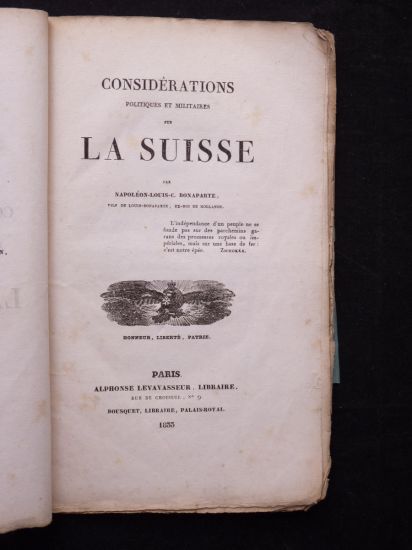 CONSIDÉRATIONS
POLITIQUES ET MILITAIRES
SUR
LA SUISSE
PAR
NAPOLÉON-LOUIS-C. BONAPARTE,
FILS DE LOUIS-BONAPARTE, EX-ROI DE HOLLANDE.
L'indépendance d'un peuple ne se
fonde pas sur des parchemins ga-
rans des promesses royales ou im-
périales, mais sur une base de fer:
c'est notre épée. ZSCHOKKE.
HONNEUR, LIBERTÉ, PATRIE.
PARIS.
ALPHONSE LEVAVASSEUR, LIBRAIRE,
RUE DE CHOISEUL, N° 9
BOUSQUET, LIBRAIRE, PALAIS-ROYAL.
1833